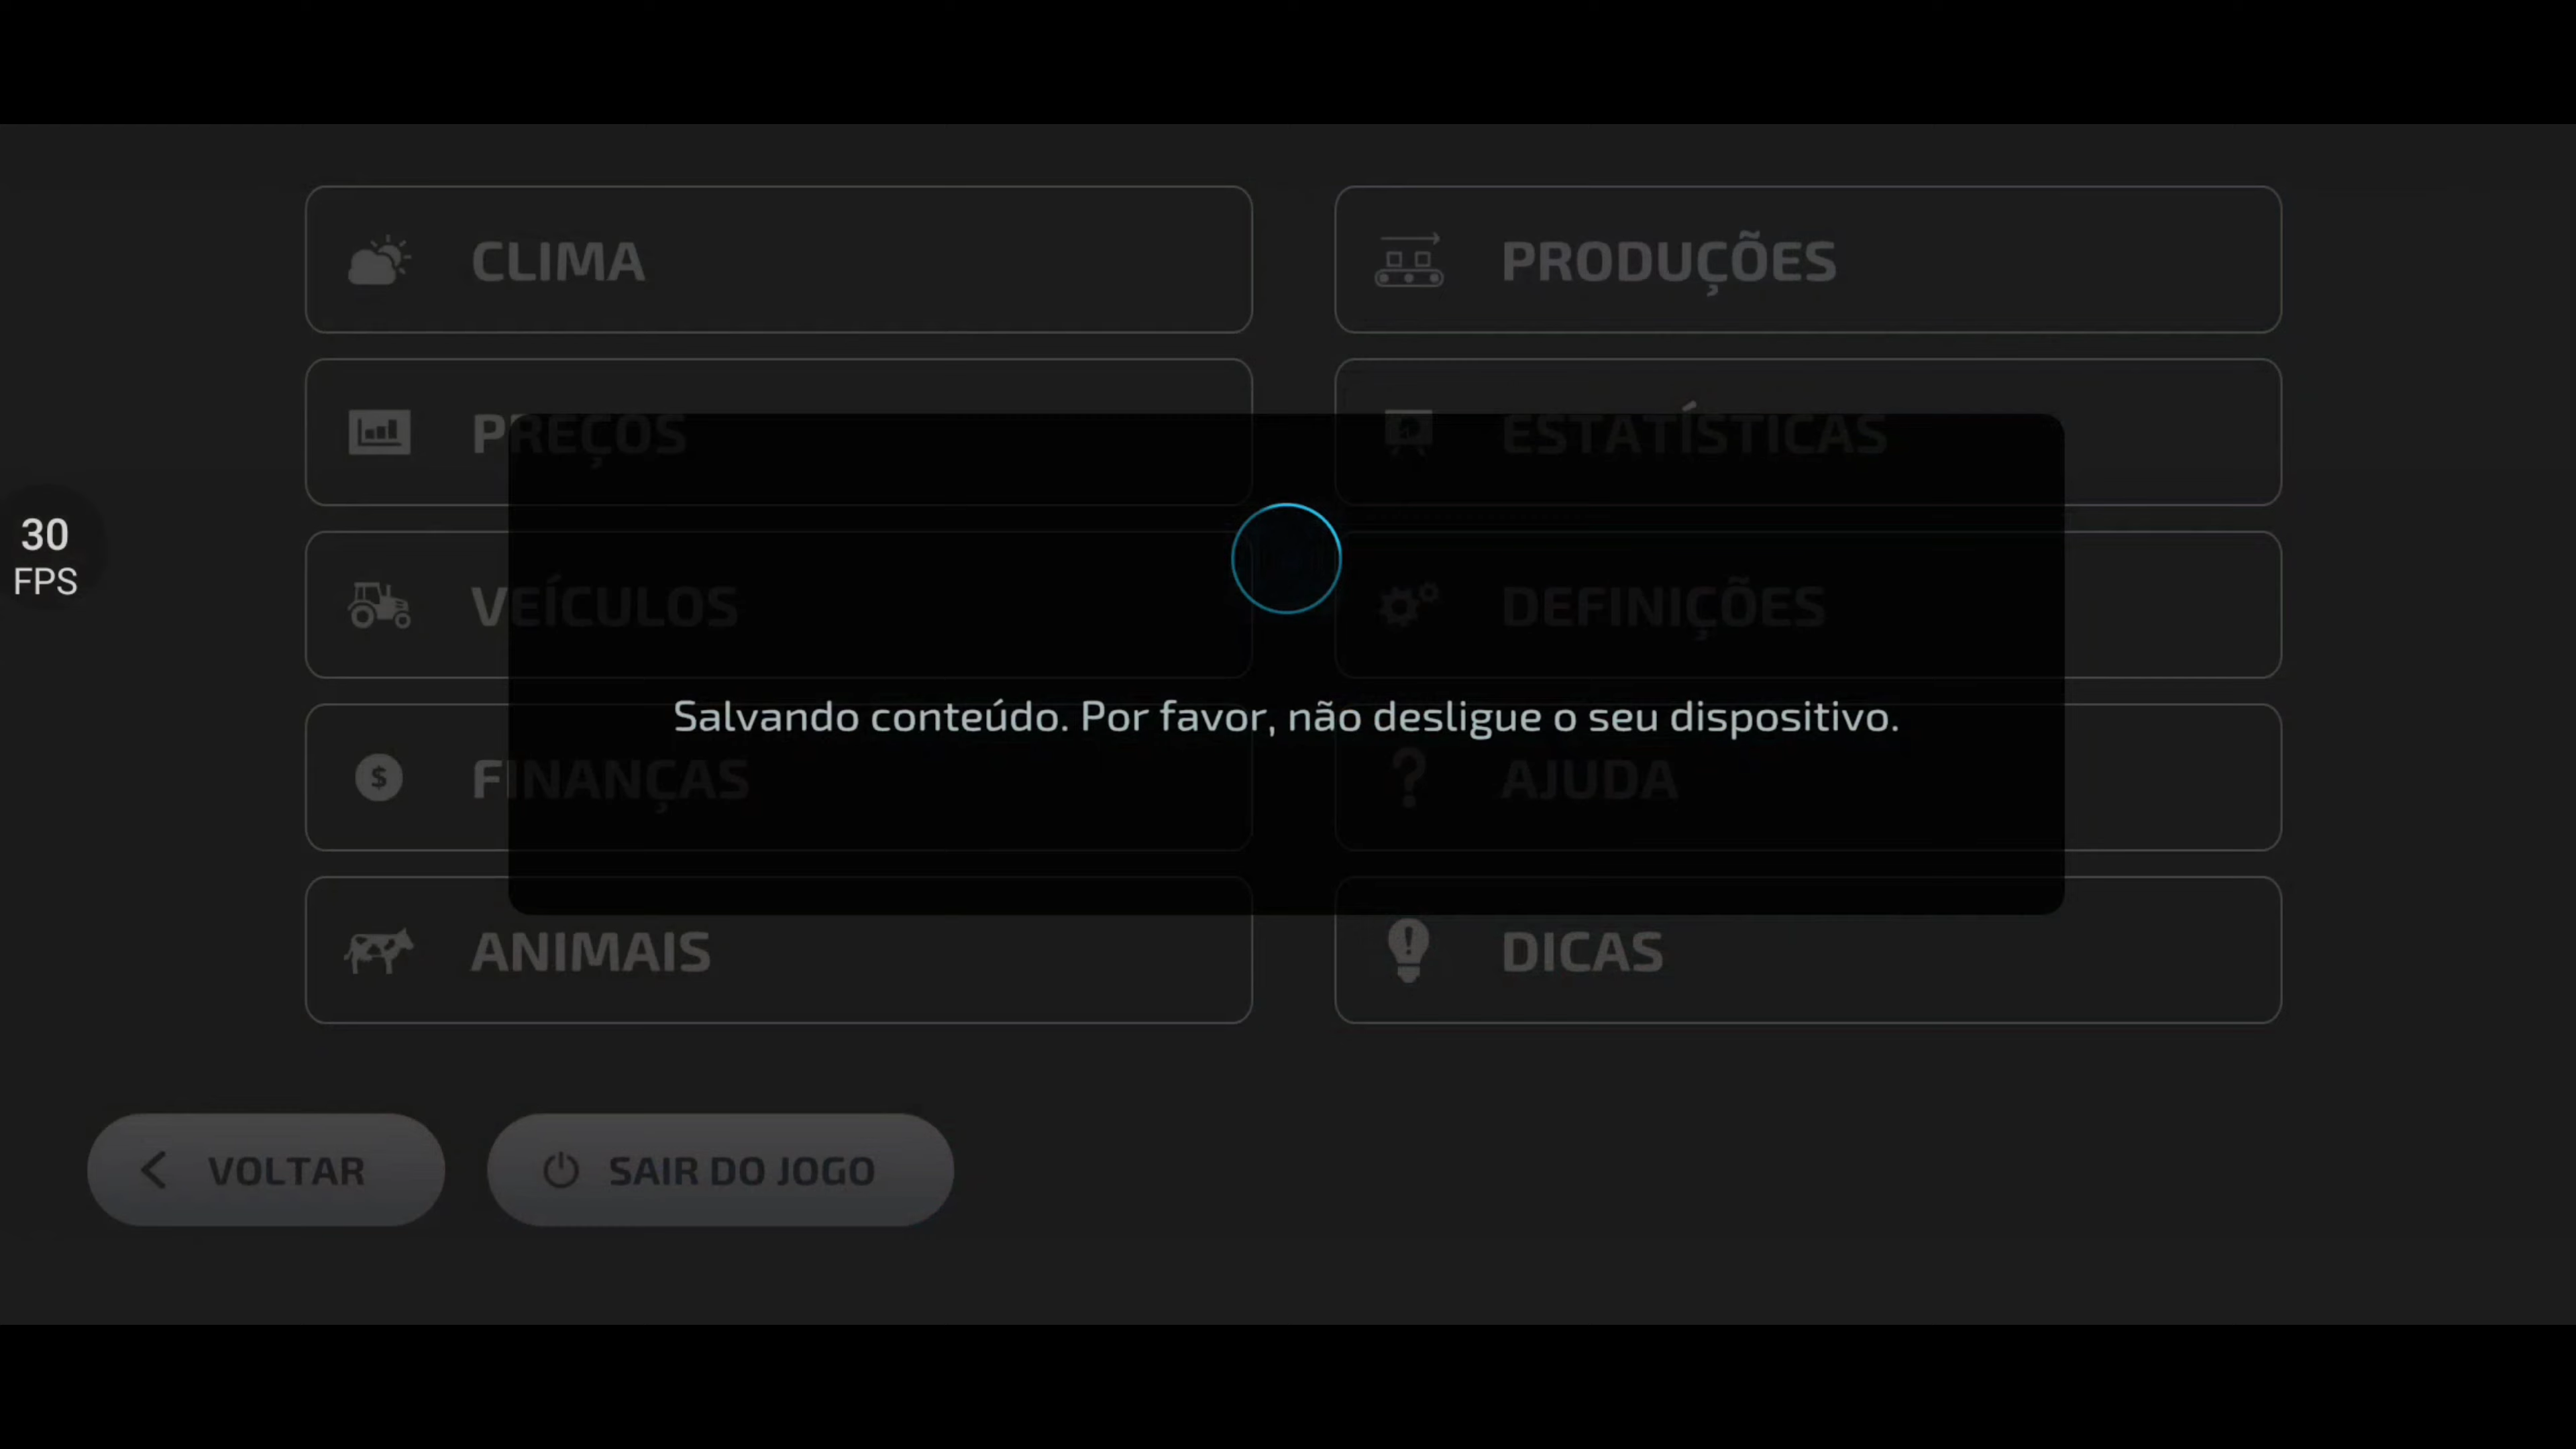 CLIMA
PRODUÇÕES
PREÇOS
ESTATÍSTICAS
30
FPS
VEÍCULOS
DEFINIÇÕES
Salvando conteúdo. Por favor, não desligue o seu dispositivo.
$ FINANÇAS
? AJUDA
ANIMAIS
! DICAS
VOLTAR
SAIR DO JOGO